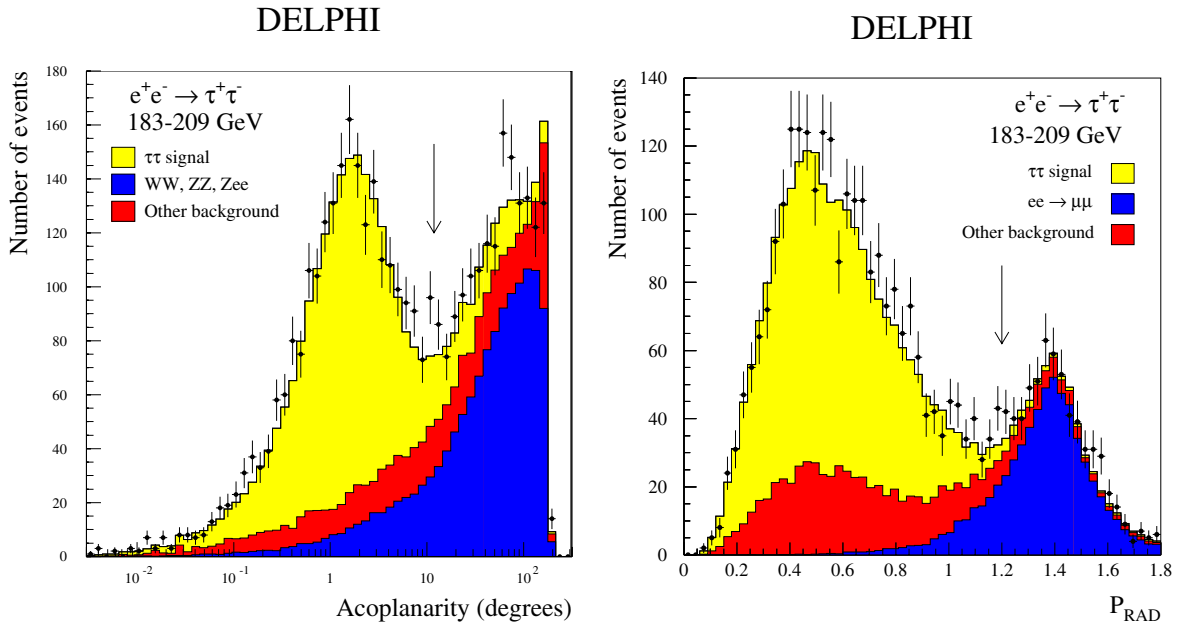 DELPHI
Number of events
180
160
140
120
100
80
60
40
20
0
e⁺e⁻ → τ⁺τ⁻
183-209 GeV
ττ signal
WW, ZZ, Zee
Other background
10⁻² 10⁻¹ 1 10 10²
Acoplanarity (degrees)
DELPHI
Number of events
140
120
100
80
60
40
20
0
e⁺e⁻ → τ⁺τ⁻
183-209 GeV
ττ signal
ee → μμ
Other background
0 0.2 0.4 0.6 0.8 1 1.2 1.4 1.6 1.8
P_RAD